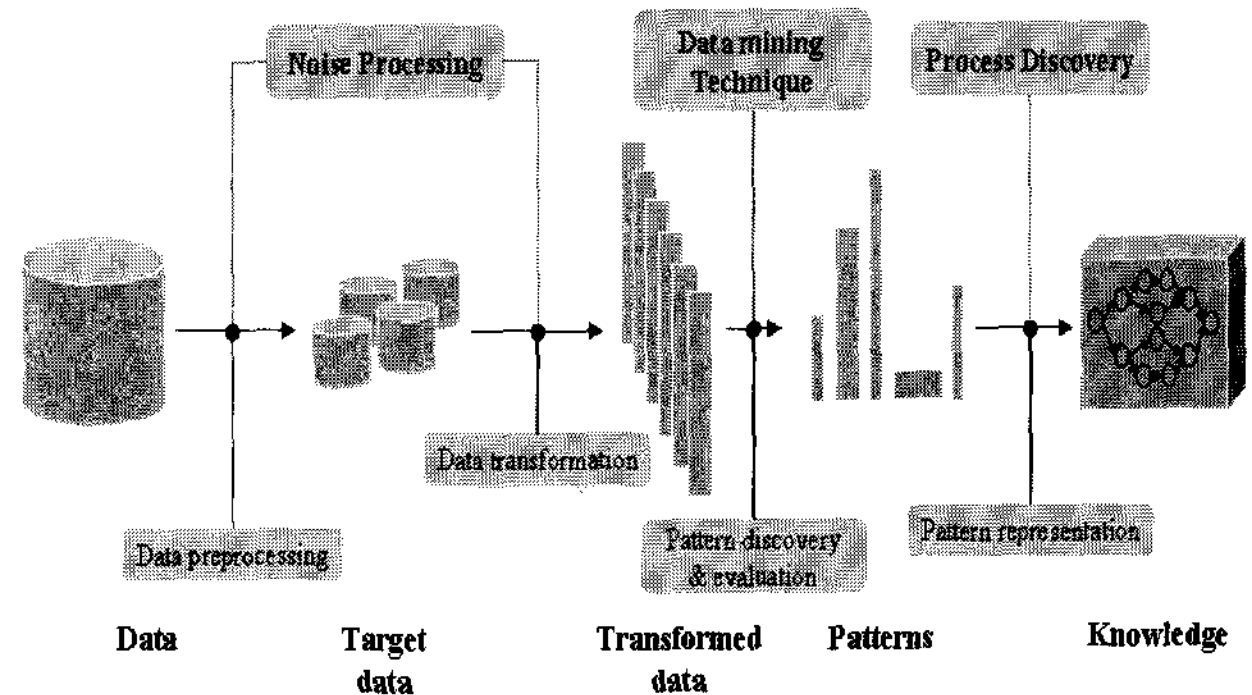 Noise Processing
Data mining
Technique
Process Discovery
Data transformation
Data preprocessing
Pattern discovery
& evaluation
Pattern representation
Data
Target
data
Transformed
data
Patterns
Knowledge